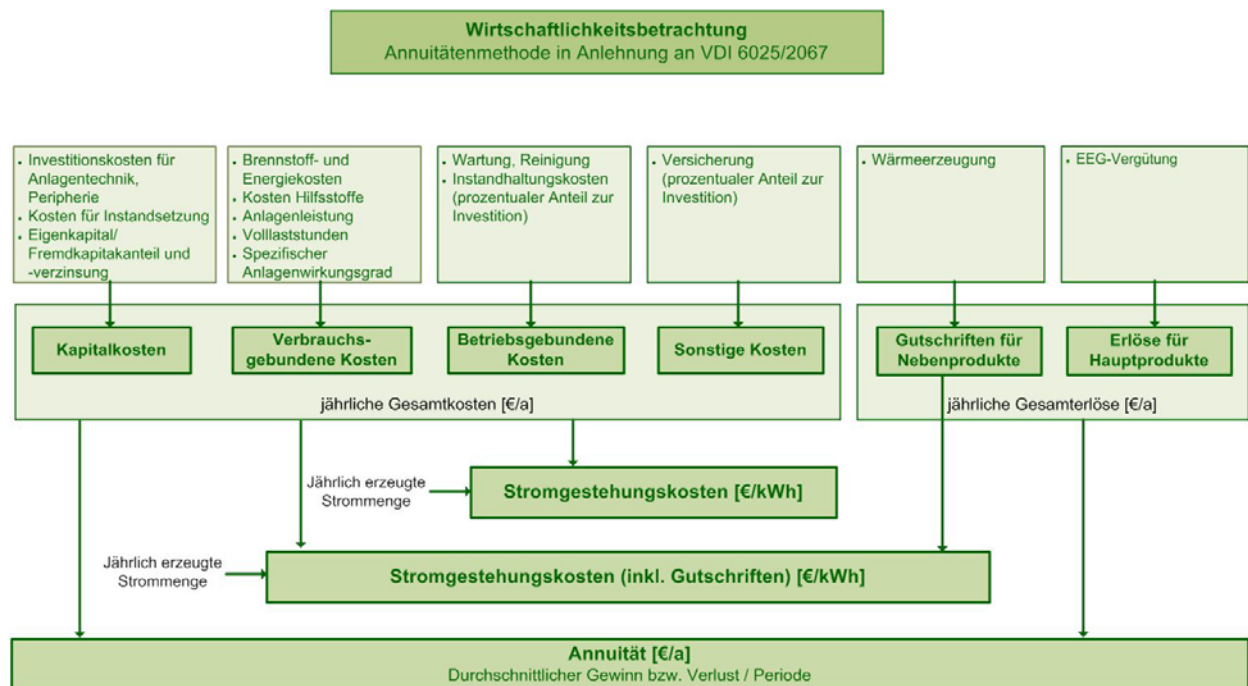 Wirtschaftlichkeitsbetrachtung
Annuitätenmethode in Anlehnung an VDI 6025/2067
• Investitionskosten für
Anlagentechnik,
Peripherie
• Kosten für Instandsetzung
• Eigenkapital/
Fremdkapitakanteil und
-verzinsung
• Brennstoff- und
Energiekosten
• Kosten Hilfsstoffe
• Anlagenleistung
• Volllaststunden
• Spezifischer
Anlagenwirkungsgrad
• Wartung, Reinigung
• Instandhaltungskosten
(prozentualer Anteil zur
Investition)
• Versicherung
(prozentualer Anteil zur
Investition)
• Wärmeerzeugung
• EEG-Vergütung
Kapitalkosten
Verbrauchs-
gebundene Kosten
Betriebsgebundene
Kosten
Sonstige Kosten
Gutschriften für
Nebenprodukte
Erlöse für
Hauptprodukte
jährliche Gesamtkosten [€/a]
jährliche Gesamterlöse [€/a]
Jährlich erzeugte
Strommenge
Stromgestehungskosten [€/kWh]
Jährlich erzeugte
Strommenge
Stromgestehungskosten (inkl. Gutschriften) [€/kWh]
Annuität [€/a]
Durchschnittlicher Gewinn bzw. Verlust / Periode